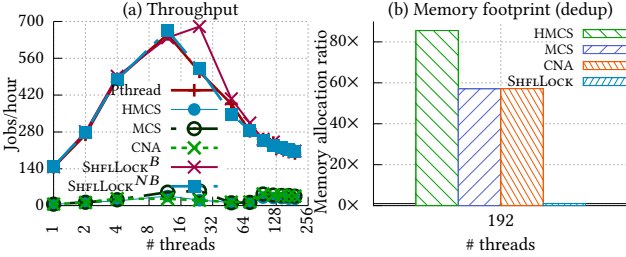 (a) Throughput
Jobs/hour
700
560
420
280
140
0
Pthread
HMCS
MCS
CNA
ShflLock^B
ShflLock^NB
1
2
4
8
16
32
64
128
256
# threads
(b) Memory footprint (dedup)
Memory allocation ratio
80×
60×
40×
20×
0×
HMCS
MCS
CNA
ShflLock
192
# threads